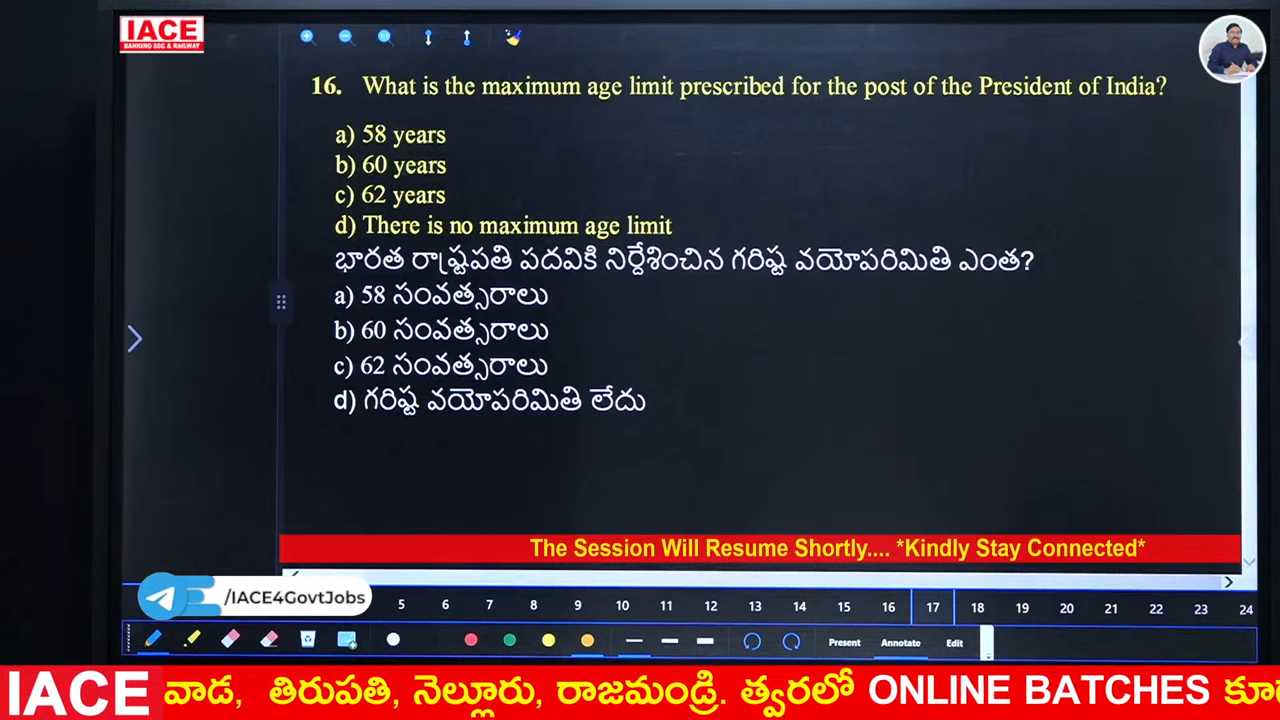 IACE
BANKING SSC & RAILWAY
16. What is the maximum age limit prescribed for the post of the President of India?
a) 58 years
b) 60 years
c) 62 years
d) There is no maximum age limit
భారత రాష్ట్రపతి పదవికి నిర్దేశించిన గరిష్ట వయోపరిమితి ఎంత?
a) 58 సంవత్సరాలు
b) 60 సంవత్సరాలు
c) 62 సంవత్సరాలు
d) గరిష్ట వయోపరిమితి లేదు
The Session Will Resume Shortly.... *Kindly Stay Connected*
/IACE4GovtJobs
5 6 7 8 9 10 11 12 13 14 15 16 17 18 19 20 21 22 23 24
Present Annotate Edit
IACE వాడ, తిరుపతి, నెల్లూరు, రాజమండ్రి. త్వరలో ONLINE BATCHES కూ